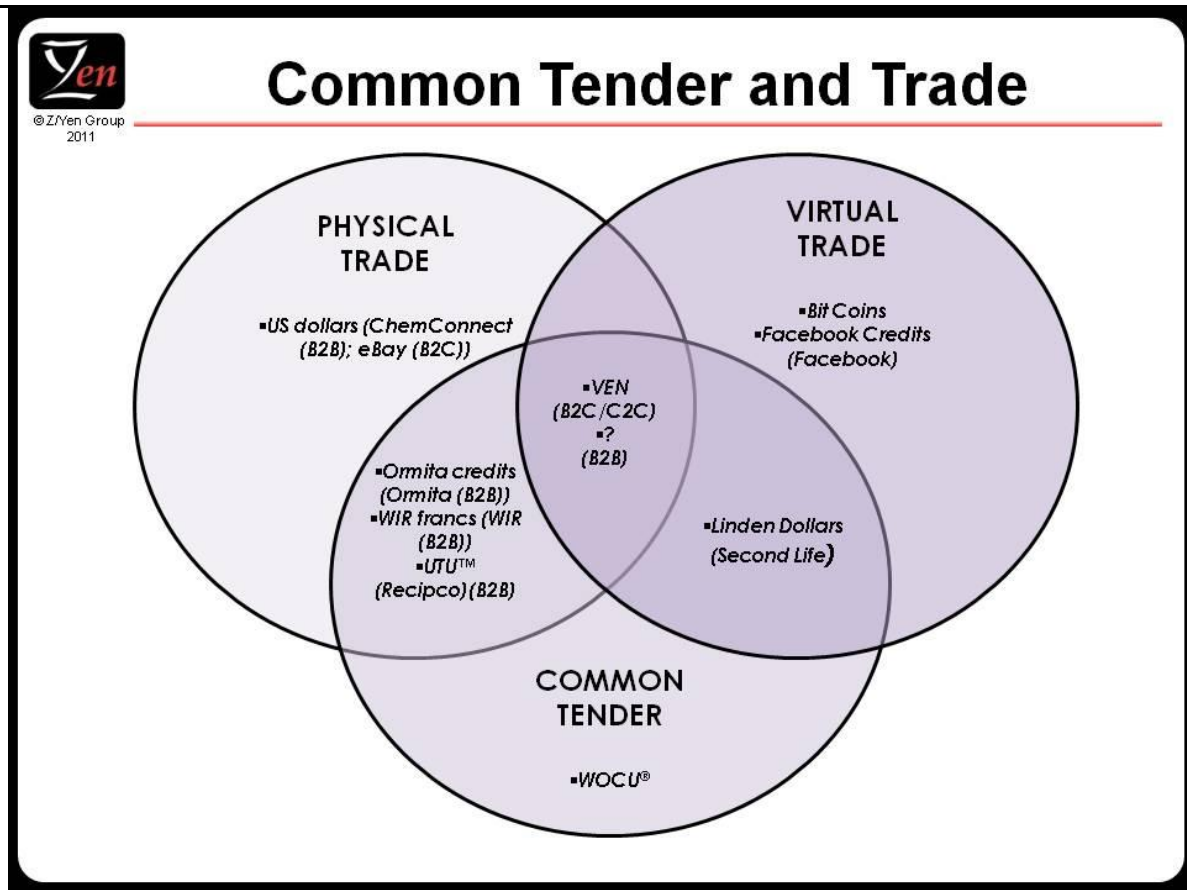 Yen
Common Tender and Trade
©Z/Yen Group
2011
PHYSICAL
TRADE
▪US dollars (ChemConnect
(B2B); eBay (B2C))
VIRTUAL
TRADE
▪Bit Coins
▪Facebook Credits
(Facebook)
▪VEN
(B2C/C2C)
▪?
(B2B)
▪Ormita credits
(Ormita (B2B))
▪WIR francs (WIR
(B2B))
▪UTU™
(Recipco)(B2B)
▪Linden Dollars
(Second Life)
COMMON
TENDER
▪WOCU®